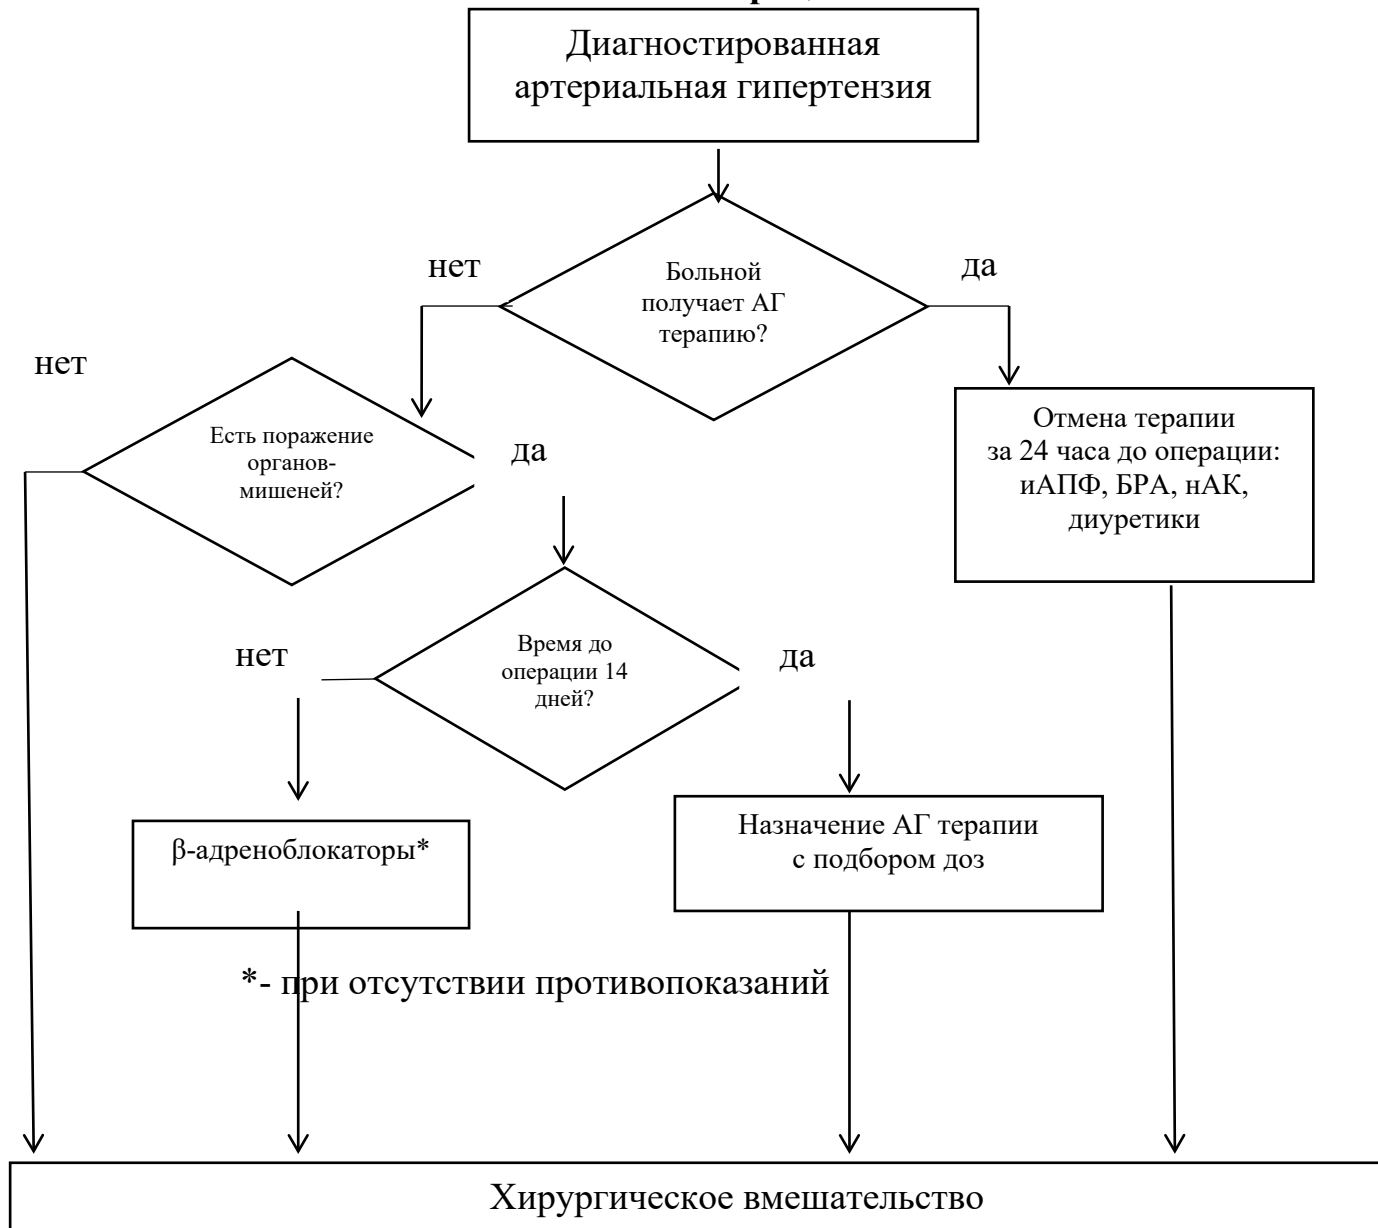 Диагностированная
артериальная гипертензия
нет
Больной
получает АГ
терапию?
да
нет
Есть поражение
органов-
мишеней?
да
Отмена терапии
за 24 часа до операции:
иАПФ, БРА, нАК,
диуретики
нет
Время до
операции 14
дней?
да
β-адреноблокаторы*
Назначение АГ терапии
с подбором доз
*- при отсутствии противопоказаний
Хирургическое вмешательство